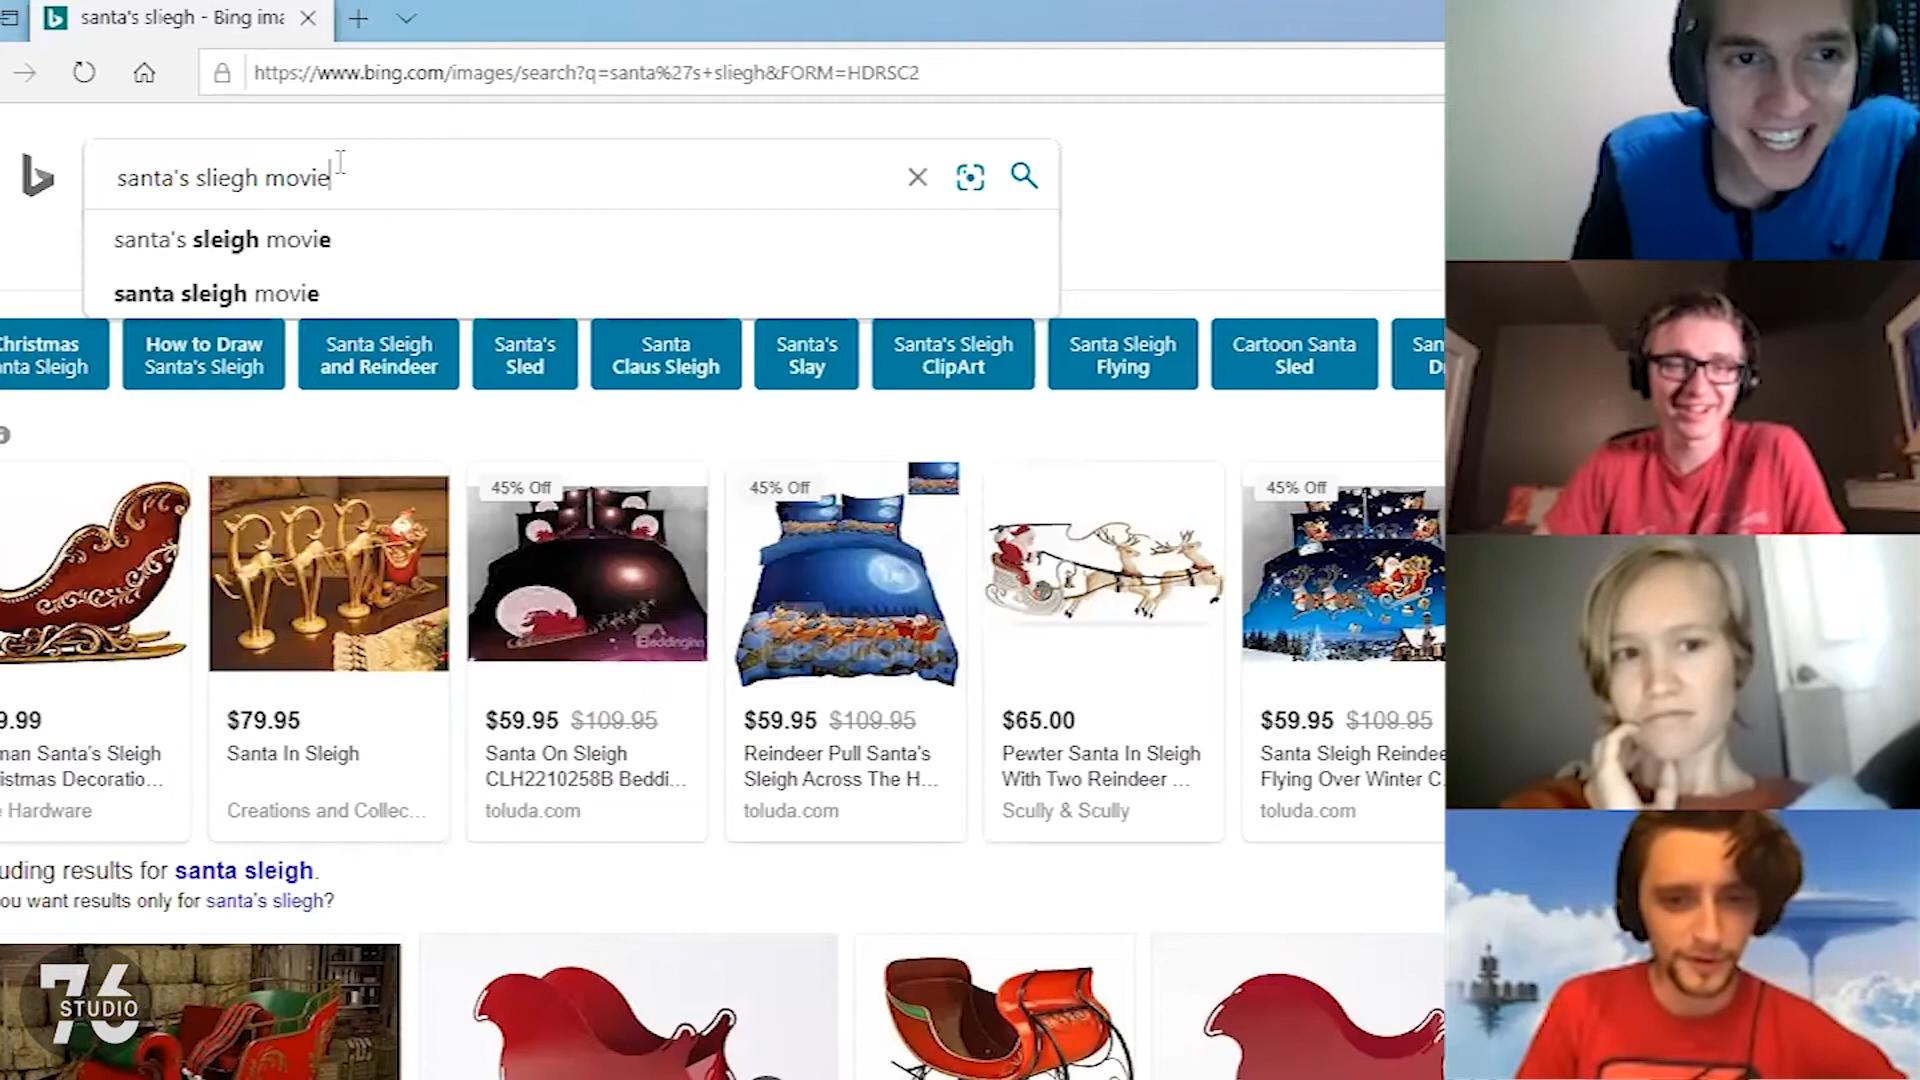 santa's sliegh - Bing ima
https://www.bing.com/images/search?q=santa%27s+sliegh&FORM=HDRSC2
santa's sliegh movie
santa's sleigh movie
santa sleigh movie
Christmas
nta Sleigh
How to Draw
Santa's Sleigh
Santa Sleigh
and Reindeer
Santa's
Sled
Santa
Claus Sleigh
Santa's
Slay
Santa's Sleigh
ClipArt
Santa Sleigh
Flying
Cartoon Santa
Sled
San
D
45% Off
45% Off
45% Off
Beddinginn
Beddinginn
9.99
man Santa's Sleigh
istmas Decoratio...
Hardware
$79.95
Santa In Sleigh
Creations and Collec...
$59.95 $109.95
Santa On Sleigh
CLH2210258B Beddi...
toluda.com
$59.95 $109.95
Reindeer Pull Santa's
Sleigh Across The H...
toluda.com
$65.00
Pewter Santa In Sleigh
With Two Reindeer ...
Scully & Scully
$59.95 $109.95
Santa Sleigh Reindee
Flying Over Winter C.
toluda.com
uding results for santa sleigh.
ou want results only for santa's sliegh?
76
STUDIO